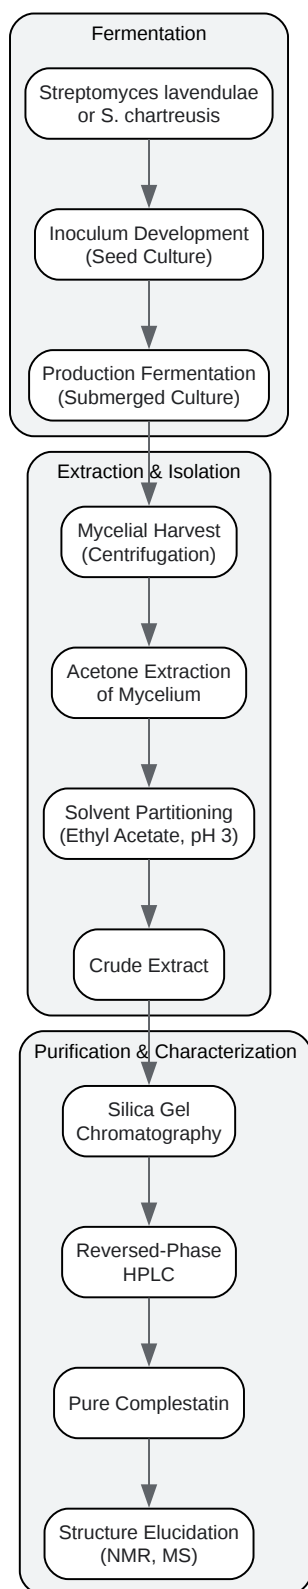 Fermentation
Streptomyces lavendulae
or S. chartreusis
Inoculum Development
(Seed Culture)
Production Fermentation
(Submerged Culture)
Extraction & Isolation
Mycelial Harvest
(Centrifugation)
Acetone Extraction
of Mycelium
Solvent Partitioning
(Ethyl Acetate, pH 3)
Crude Extract
Purification & Characterization
Silica Gel
Chromatography
Reversed-Phase
HPLC
Pure Complestatin
Structure Elucidation
(NMR, MS)